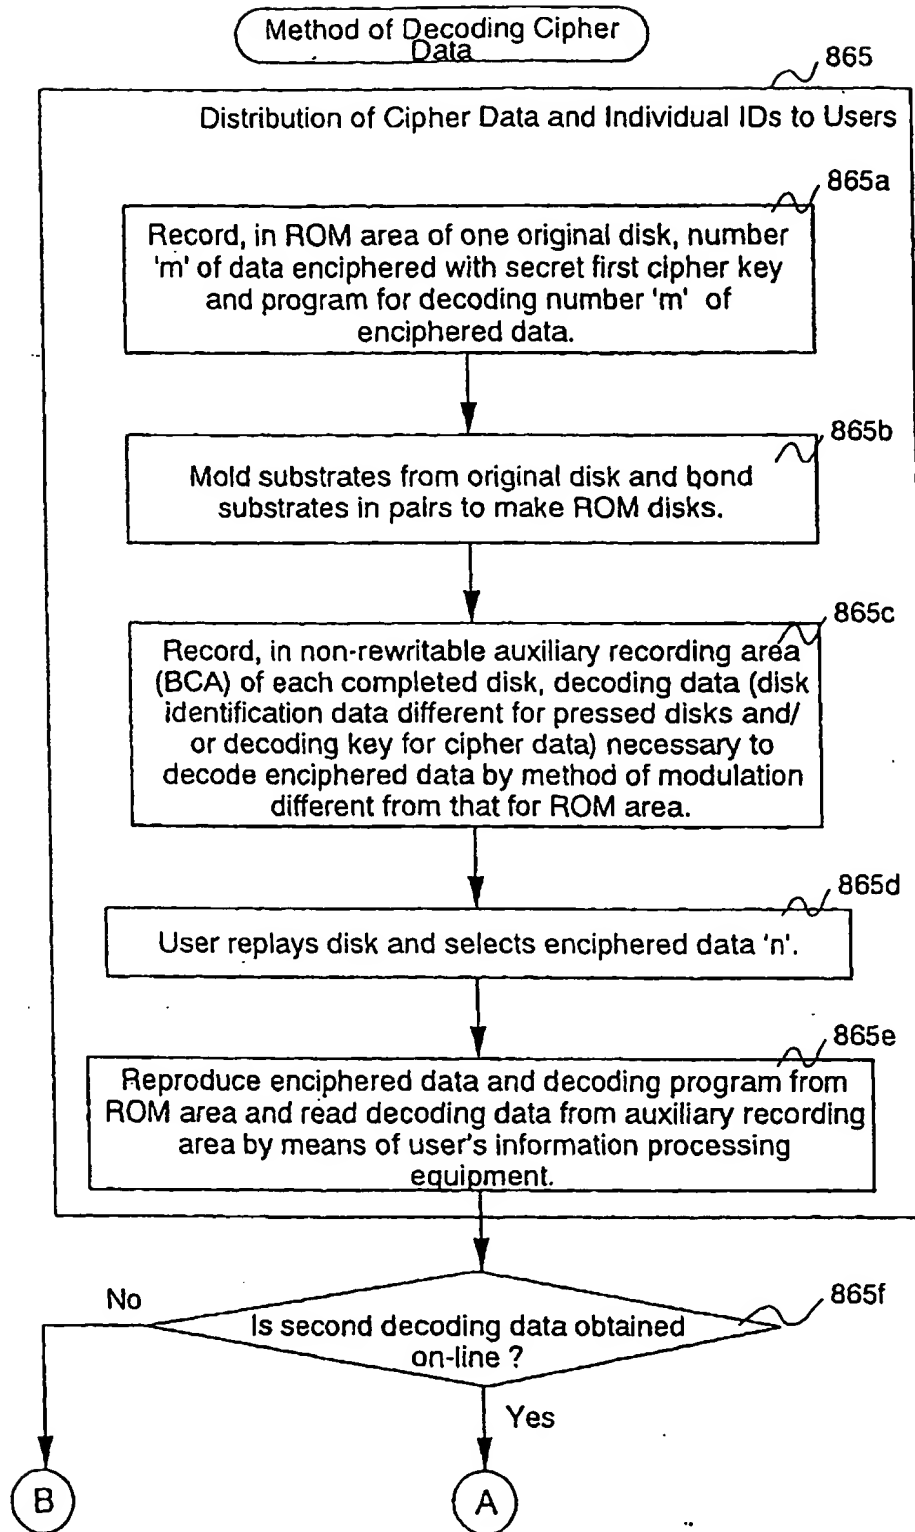 Method of Decoding Cipher
Data
865
Distribution of Cipher Data and Individual IDs to Users
865a
Record, in ROM area of one original disk, number
'm' of data enciphered with secret first cipher key
and program for decoding number 'm' of
enciphered data.
865b
Mold substrates from original disk and bond
substrates in pairs to make ROM disks.
865c
Record, in non-rewritable auxiliary recording area
(BCA) of each completed disk, decoding data (disk
identification data different for pressed disks and/
or decoding key for cipher data) necessary to
decode enciphered data by method of modulation
different from that for ROM area.
865d
User replays disk and selects enciphered data 'n'.
865e
Reproduce enciphered data and decoding program from
ROM area and read decoding data from auxiliary recording
area by means of user's information processing
equipment.
865f
No
Is second decoding data obtained
on-line ?
Yes
B
A